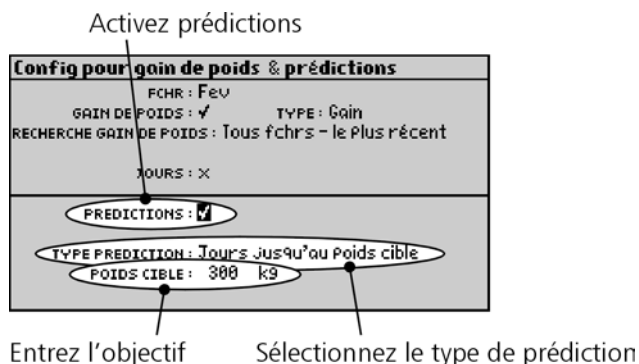 Activez prédictions
Config pour gain de poids & prédictions
FCHR : Fev
GAIN DE POIDS : ✓ TYPE : Gain
RECHERCHE GAIN DE POIDS : Tous fchrs - le Plus récent
JOURS : X
PREDICTIONS : ✓
TYPE PREDICTION : Jours jusqu'au Poids cible
POIDS CIBLE : 300 kg
Entrez l'objectif Sélectionnez le type de prédiction